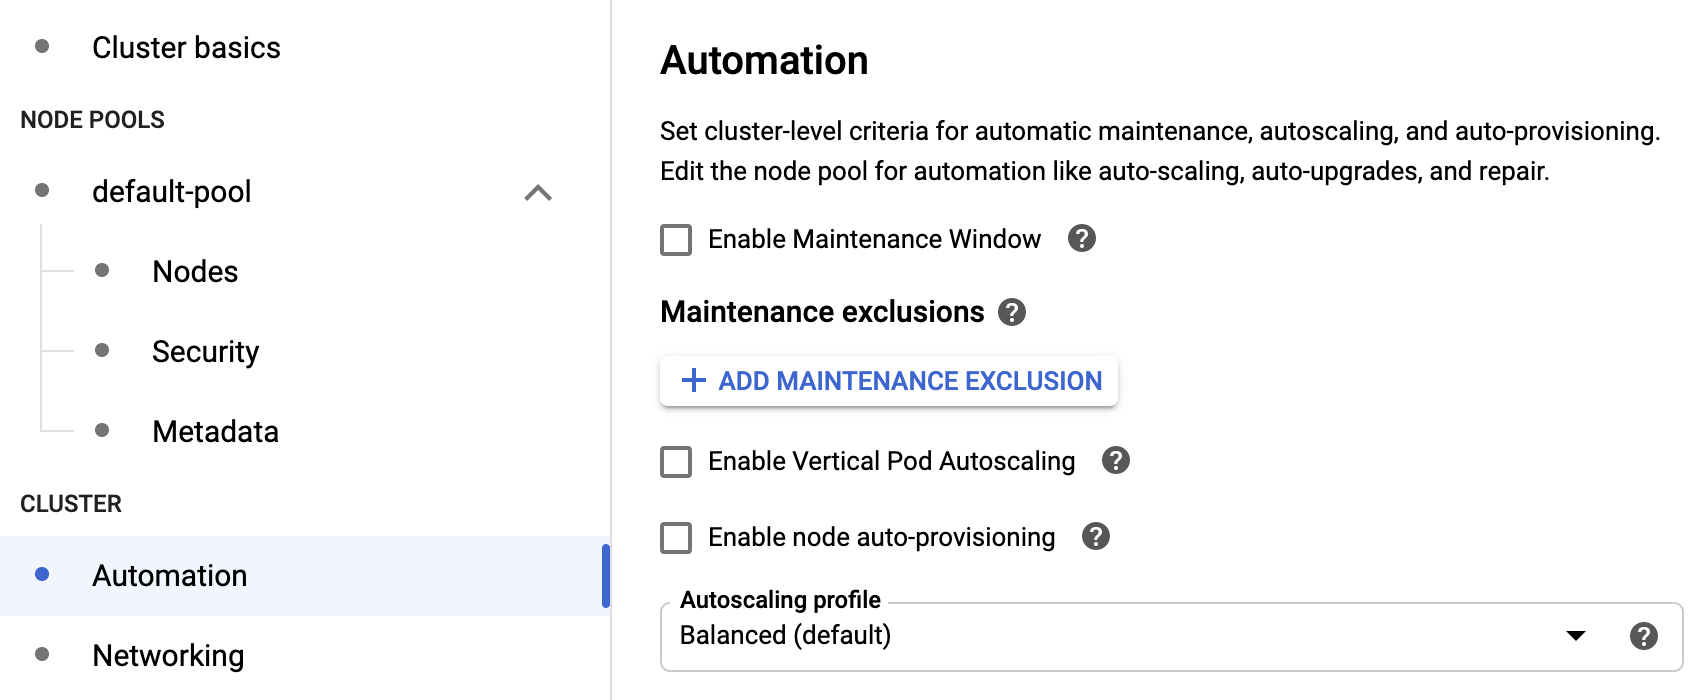 Cluster basics
NODE POOLS
default-pool
Nodes
Security
Metadata
CLUSTER
Automation
Networking
Automation
Set cluster-level criteria for automatic maintenance, autoscaling, and auto-provisioning.
Edit the node pool for automation like auto-scaling, auto-upgrades, and repair.
Enable Maintenance Window
Maintenance exclusions
ADD MAINTENANCE EXCLUSION
Enable Vertical Pod Autoscaling
Enable node auto-provisioning
Autoscaling profile
Balanced (default)